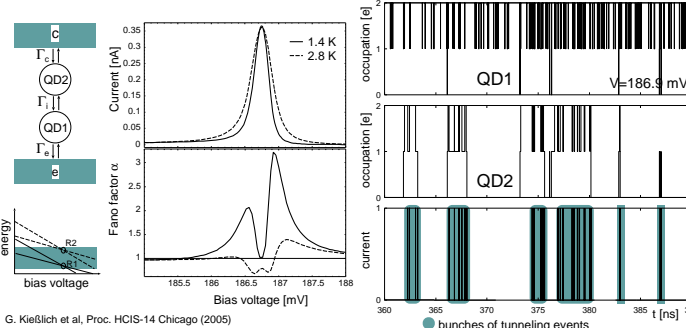 c
Γc
QD2
Γi
QD1
Γe
e
energy
R2
R1
bias voltage
Current [nA]
0.35
0.3
0.25
0.2
0.15
0.1
0.05
0
1.4 K
2.8 K
Fano factor α
3
2
1
185.5 186 186.5 187 187.5 188
Bias voltage [mV]
occupation [e]
2
1
0
QD1
V=186.9 mV
occupation [e]
2
1
0
QD2
current
1
0
360 365 370 375 380 385
t [ns]
bunches of tunneling events
G. Kießlich et al, Proc. HCIS-14 Chicago (2005)